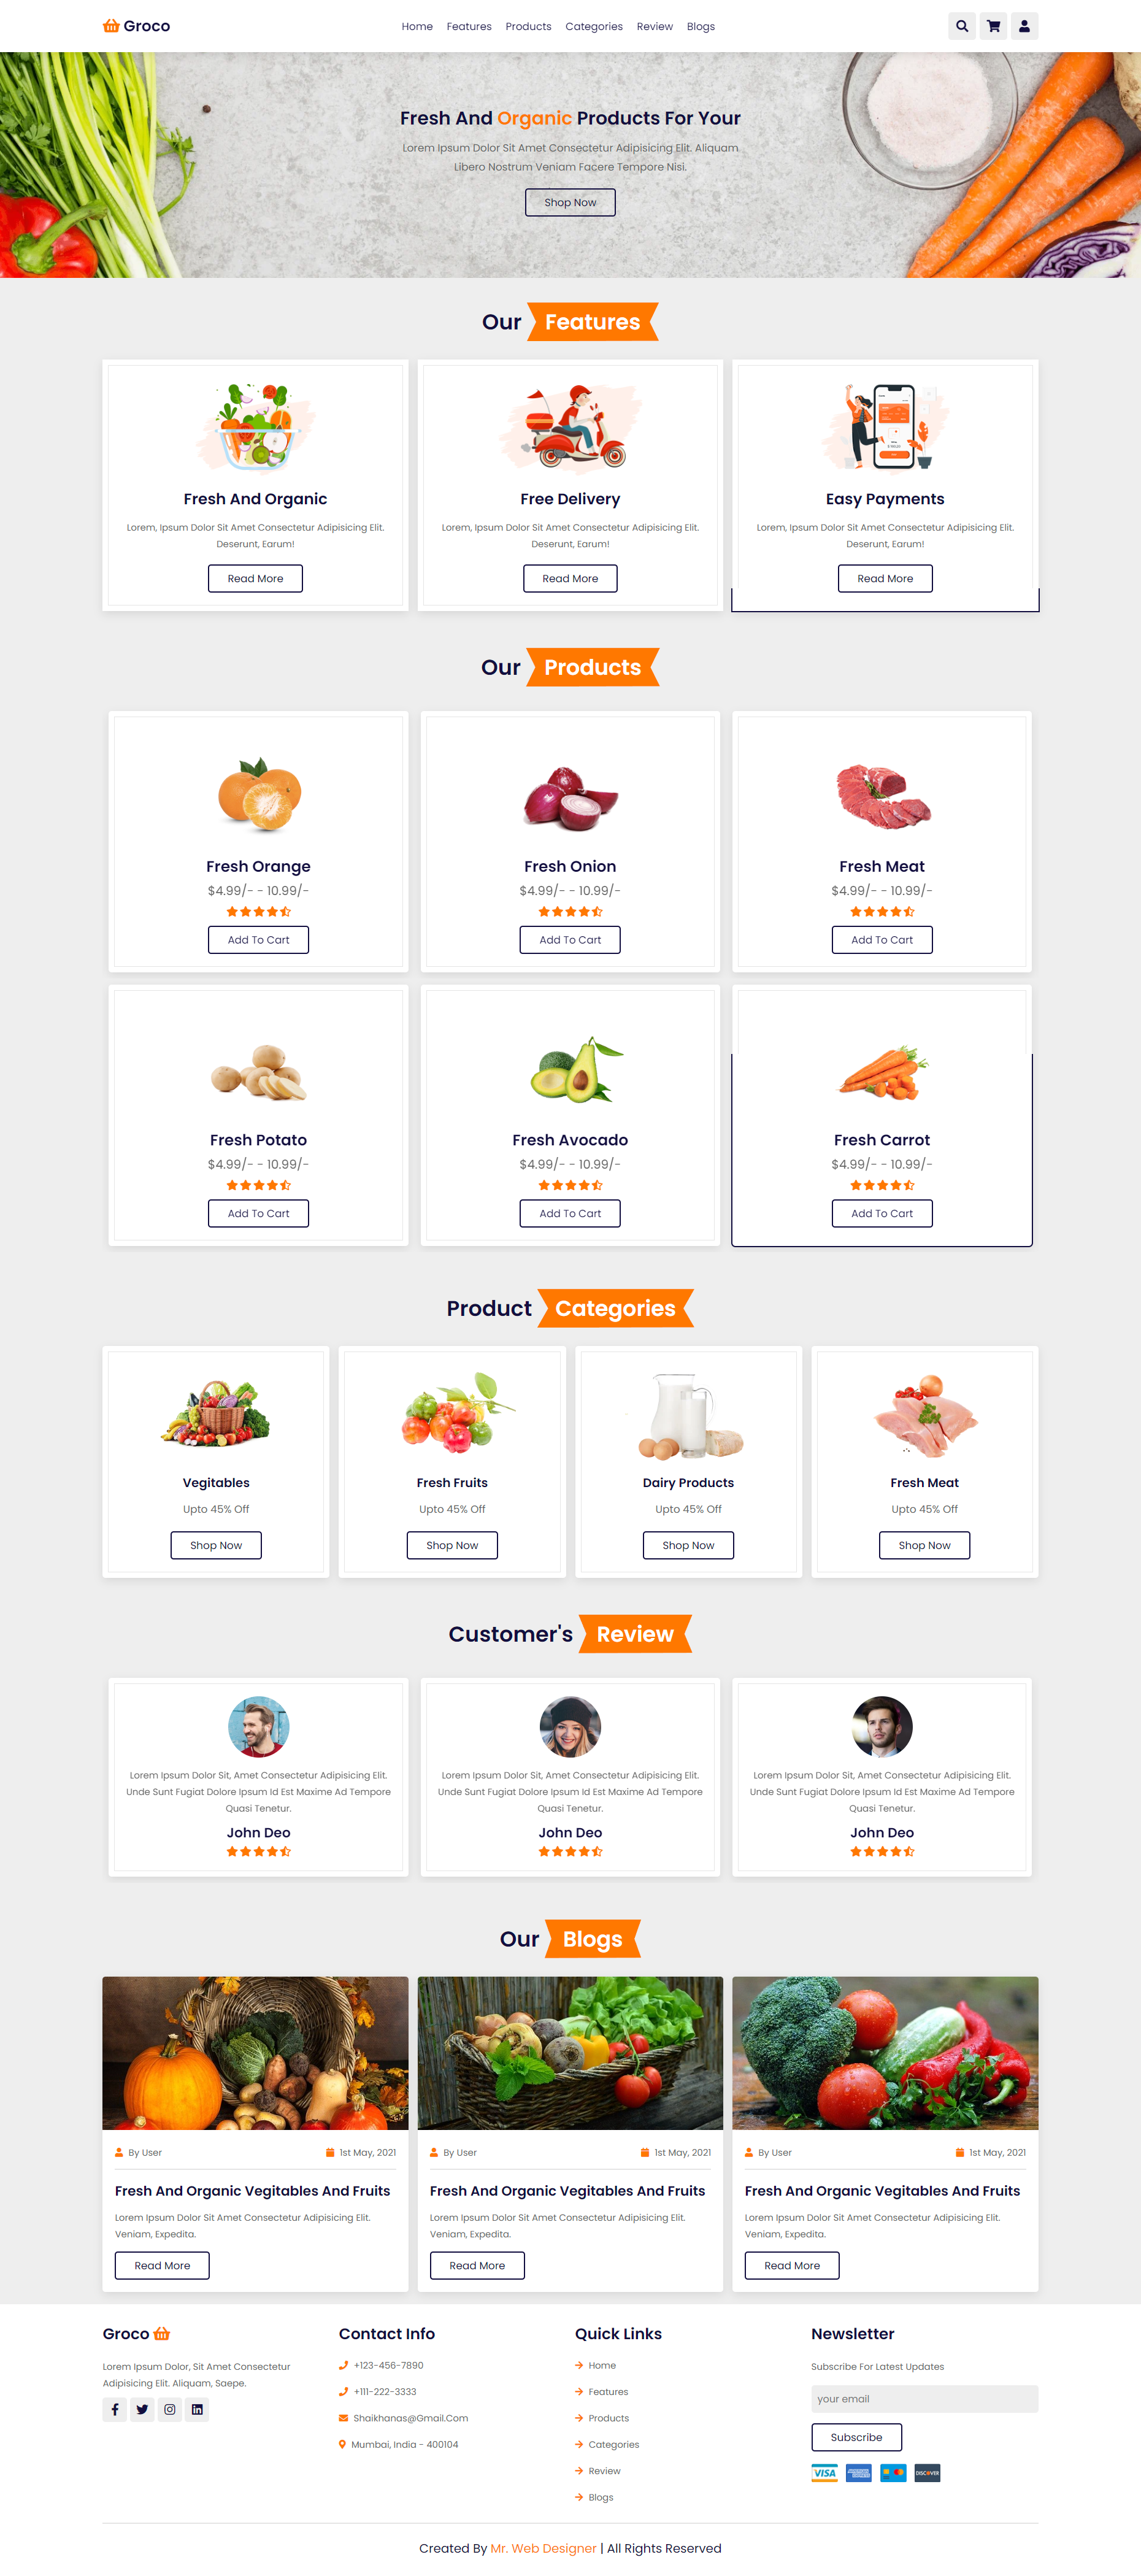 Groco
Home Features Products Categories Review Blogs
Fresh And Organic Products For Your
Lorem Ipsum Dolor Sit Amet Consectetur Adipisicing Elit. Aliquam
Libero Nostrum Veniam Facere Tempore Nisi.
Shop Now
Our Features
Fresh And Organic
Lorem, Ipsum Dolor Sit Amet Consectetur Adipisicing Elit.
Deserunt, Earum!
Read More
Free Delivery
Lorem, Ipsum Dolor Sit Amet Consectetur Adipisicing Elit.
Deserunt, Earum!
Read More
Easy Payments
Lorem, Ipsum Dolor Sit Amet Consectetur Adipisicing Elit.
Deserunt, Earum!
Read More
Our Products
Fresh Orange
$4.99/- - 10.99/-
Add To Cart
Fresh Onion
$4.99/- - 10.99/-
Add To Cart
Fresh Meat
$4.99/- - 10.99/-
Add To Cart
Fresh Potato
$4.99/- - 10.99/-
Add To Cart
Fresh Avocado
$4.99/- - 10.99/-
Add To Cart
Fresh Carrot
$4.99/- - 10.99/-
Add To Cart
Product Categories
Vegitables
Upto 45% Off
Shop Now
Fresh Fruits
Upto 45% Off
Shop Now
Dairy Products
Upto 45% Off
Shop Now
Fresh Meat
Upto 45% Off
Shop Now
Customer's Review
Lorem Ipsum Dolor Sit, Amet Consectetur Adipisicing Elit.
Unde Sunt Fugiat Dolore Ipsum Id Est Maxime Ad Tempore
Quasi Tenetur.
John Deo
Lorem Ipsum Dolor Sit, Amet Consectetur Adipisicing Elit.
Unde Sunt Fugiat Dolore Ipsum Id Est Maxime Ad Tempore
Quasi Tenetur.
John Deo
Lorem Ipsum Dolor Sit, Amet Consectetur Adipisicing Elit.
Unde Sunt Fugiat Dolore Ipsum Id Est Maxime Ad Tempore
Quasi Tenetur.
John Deo
Our Blogs
By User 1st May, 2021
Fresh And Organic Vegitables And Fruits
Lorem Ipsum Dolor Sit Amet Consectetur Adipisicing Elit.
Veniam, Expedita.
Read More
By User 1st May, 2021
Fresh And Organic Vegitables And Fruits
Lorem Ipsum Dolor Sit Amet Consectetur Adipisicing Elit.
Veniam, Expedita.
Read More
By User 1st May, 2021
Fresh And Organic Vegitables And Fruits
Lorem Ipsum Dolor Sit Amet Consectetur Adipisicing Elit.
Veniam, Expedita.
Read More
Groco
Lorem Ipsum Dolor, Sit Amet Consectetur
Adipisicing Elit. Aliquam, Saepe.
Contact Info
+123-456-7890
+111-222-3333
Shaikhanas@Gmail.Com
Mumbai, India - 400104
Quick Links
Home
Features
Products
Categories
Review
Blogs
Newsletter
Subscribe For Latest Updates
your email
Subscribe
VISA
DISCOVER
Created By Mr. Web Designer | All Rights Reserved